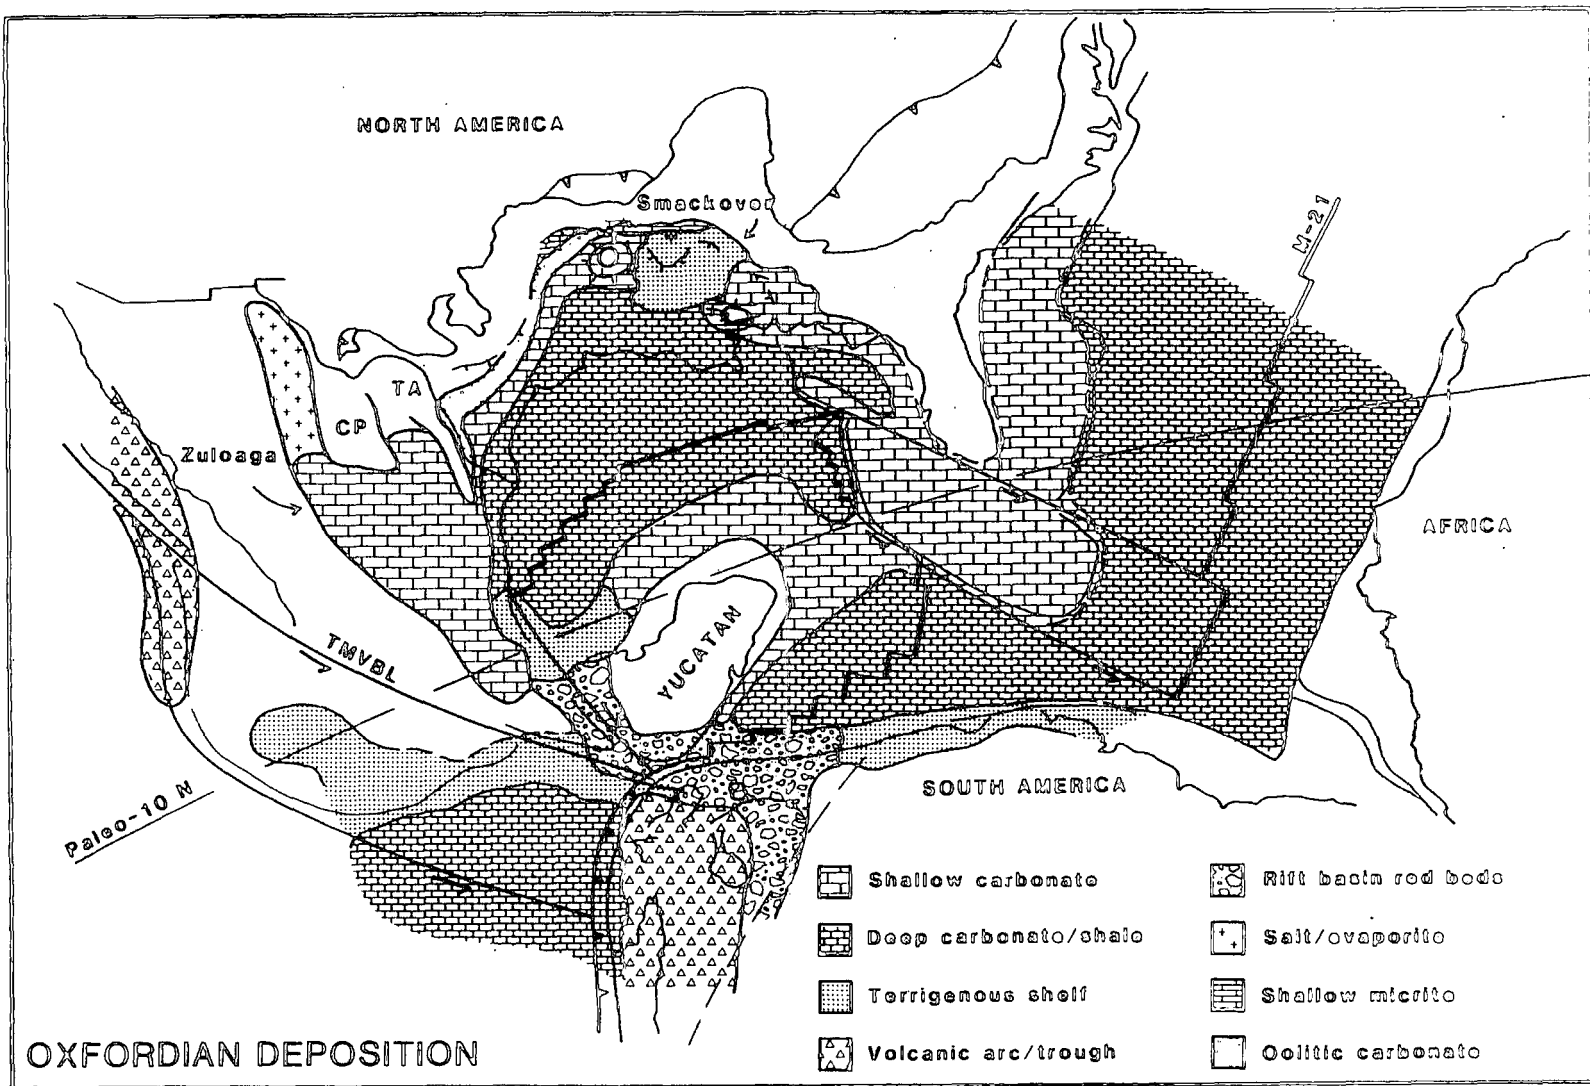 NORTH AMERICA
Smackover
M-21
TA
CP
Zuloaga
AFRICA
TMVBL
YUCATAN
Paleo-10 N
SOUTH AMERICA
Shallow carbonate
Rift basin red beds
Deep carbonate/shale
Salt/evaporite
Terrigenous shelf
Shallow micrite
Volcanic arc/trough
Oolitic carbonate
OXFORDIAN DEPOSITION